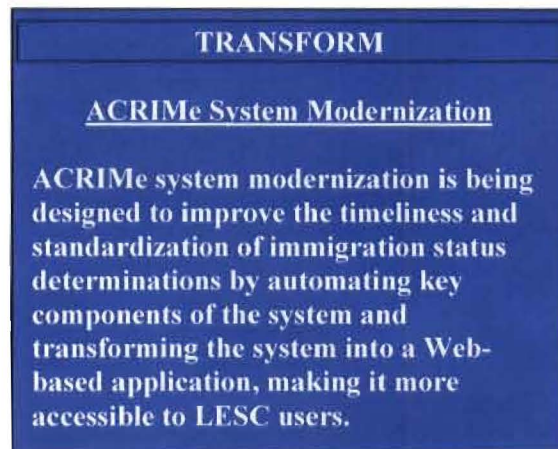 TRANSFORM
ACRIMe System Modernization
ACRIMe system modernization is being
designed to improve the timeliness and
standardization of immigration status
determinations by automating key
components of the system and
transforming the system into a Web-
based application, making it more
accessible to LESC users.